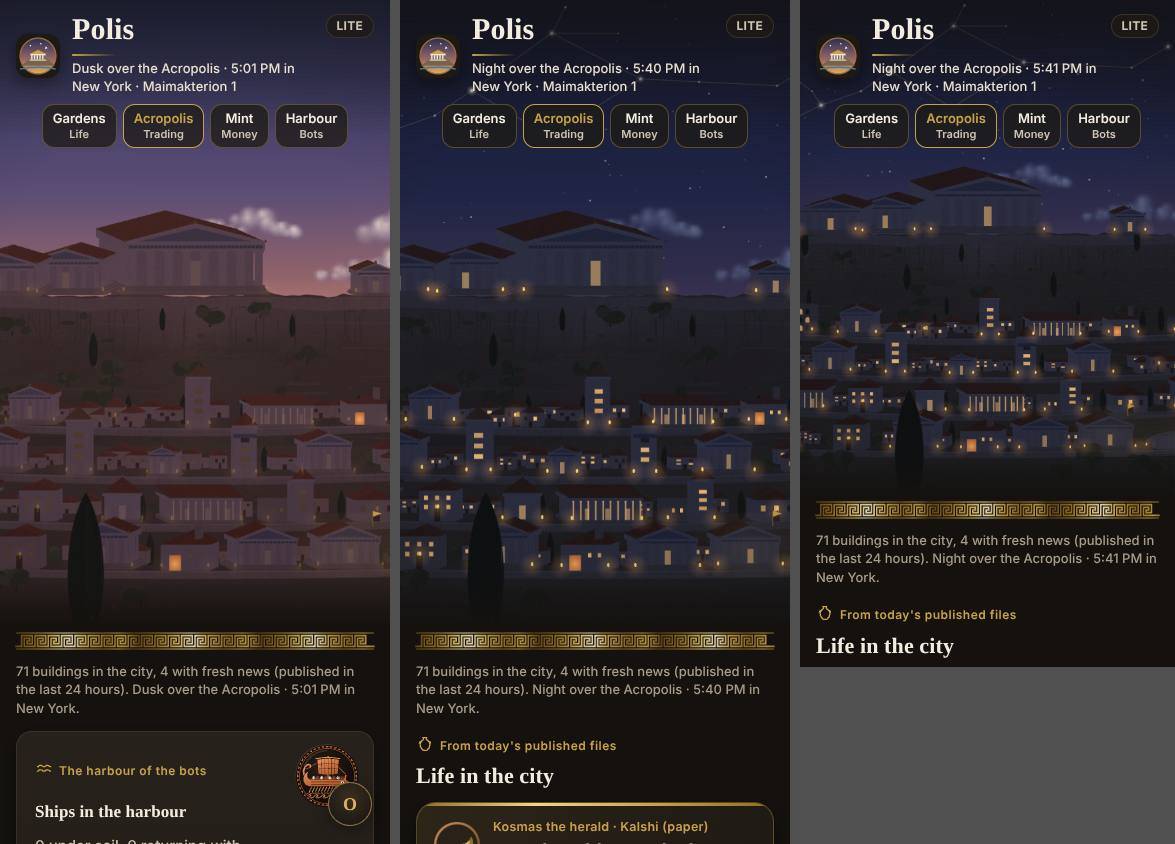 Polis
LITE
Dusk over the Acropolis · 5:01 PM in
New York · Maimakterion 1
Gardens
Life
Acropolis
Trading
Mint
Money
Harbour
Bots
71 buildings in the city, 4 with fresh news (published in
the last 24 hours). Dusk over the Acropolis · 5:01 PM in
New York.
The harbour of the bots
Ships in the harbour
O
Polis
LITE
Night over the Acropolis · 5:40 PM in
New York · Maimakterion 1
Gardens
Life
Acropolis
Trading
Mint
Money
Harbour
Bots
71 buildings in the city, 4 with fresh news (published in
the last 24 hours). Night over the Acropolis · 5:40 PM in
New York.
From today's published files
Life in the city
Kosmas the herald · Kalshi (paper)
Polis
LITE
Night over the Acropolis · 5:41 PM in
New York · Maimakterion 1
Gardens
Life
Acropolis
Trading
Mint
Money
Harbour
Bots
71 buildings in the city, 4 with fresh news (published in
the last 24 hours). Night over the Acropolis · 5:41 PM in
New York.
From today's published files
Life in the city